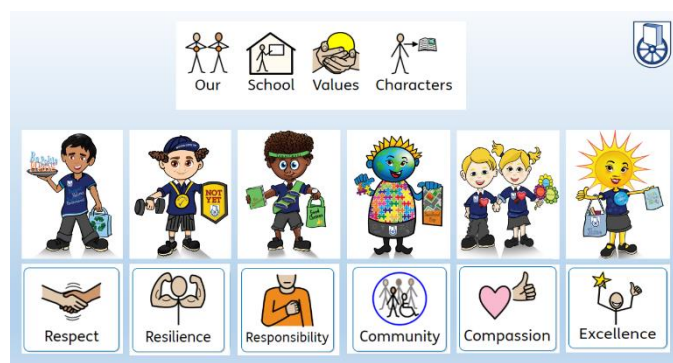 Our School Values Characters
NOT
YET
Respect
Resilience
Responsibility
Community
Compassion
Excellence